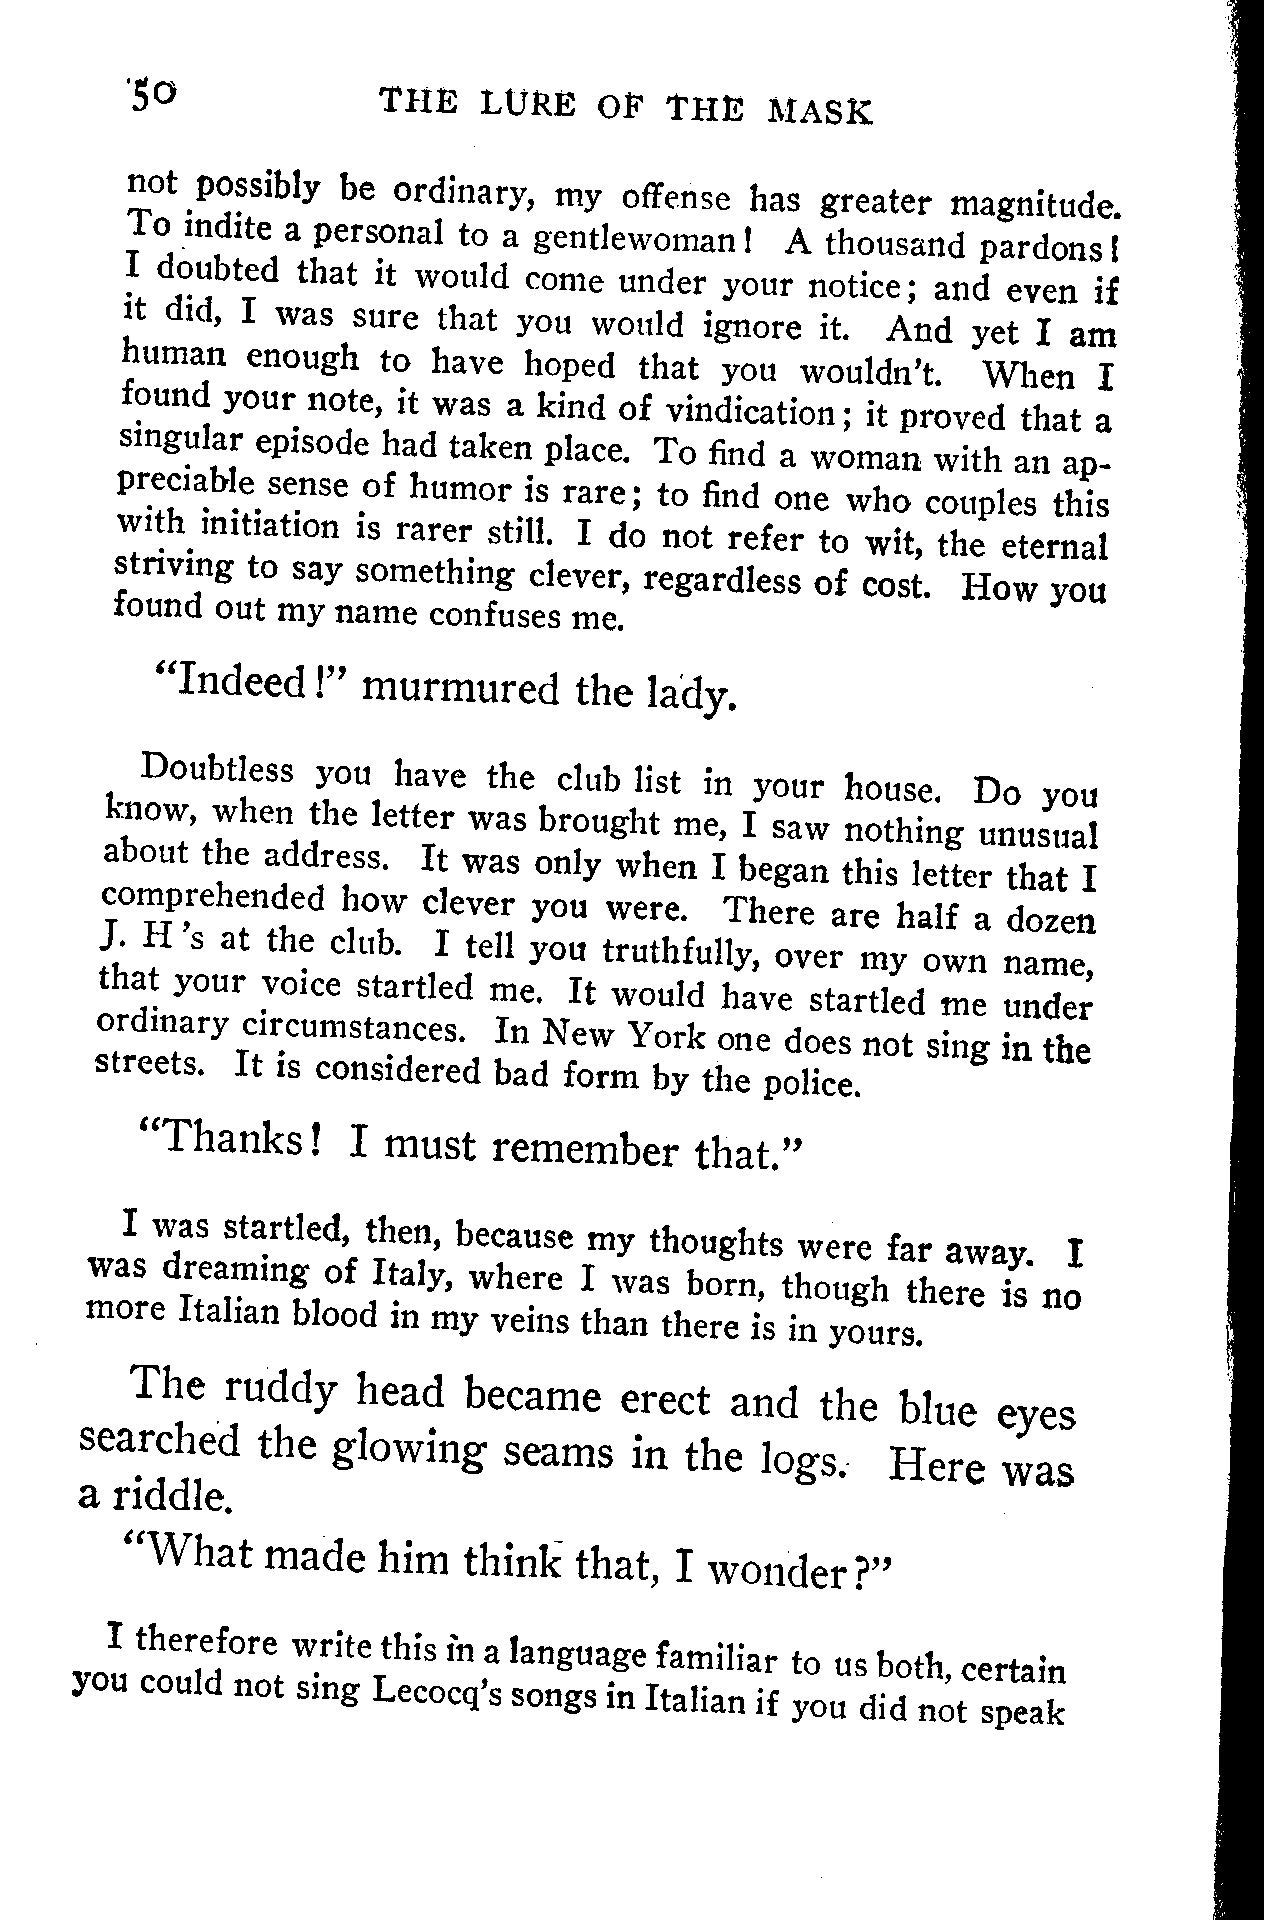 50 THE LURE OF THE MASK
not possibly be ordinary, my offense has greater magnitude.
To indite a personal to a gentlewoman! A thousand pardons!
I doubted that it would come under your notice; and even if
it did, I was sure that you would ignore it. And yet I am
human enough to have hoped that you wouldn't. When I
found your note, it was a kind of vindication; it proved that a
singular episode had taken place. To find a woman with an ap-
preciable sense of humor is rare; to find one who couples this
with initiation is rarer still. I do not refer to wit, the eternal
striving to say something clever, regardless of cost. How you
found out my name confuses me.
"Indeed!" murmured the lady.
Doubtless you have the club list in your house. Do you
know, when the letter was brought me, I saw nothing unusual
about the address. It was only when I began this letter that I
comprehended how clever you were. There are half a dozen
J. H's at the club. I tell you truthfully, over my own name,
that your voice startled me. It would have startled me under
ordinary circumstances. In New York one does not sing in the
streets. It is considered bad form by the police.
"Thanks! I must remember that."
I was startled, then, because my thoughts were far away. I
was dreaming of Italy, where I was born, though there is no
more Italian blood in my veins than there is in yours.
The ruddy head became erect and the blue eyes
searched the glowing seams in the logs. Here was
a riddle.
"What made him think that, I wonder?"
I therefore write this in a language familiar to us both, certain
you could not sing Lecocq's songs in Italian if you did not speak